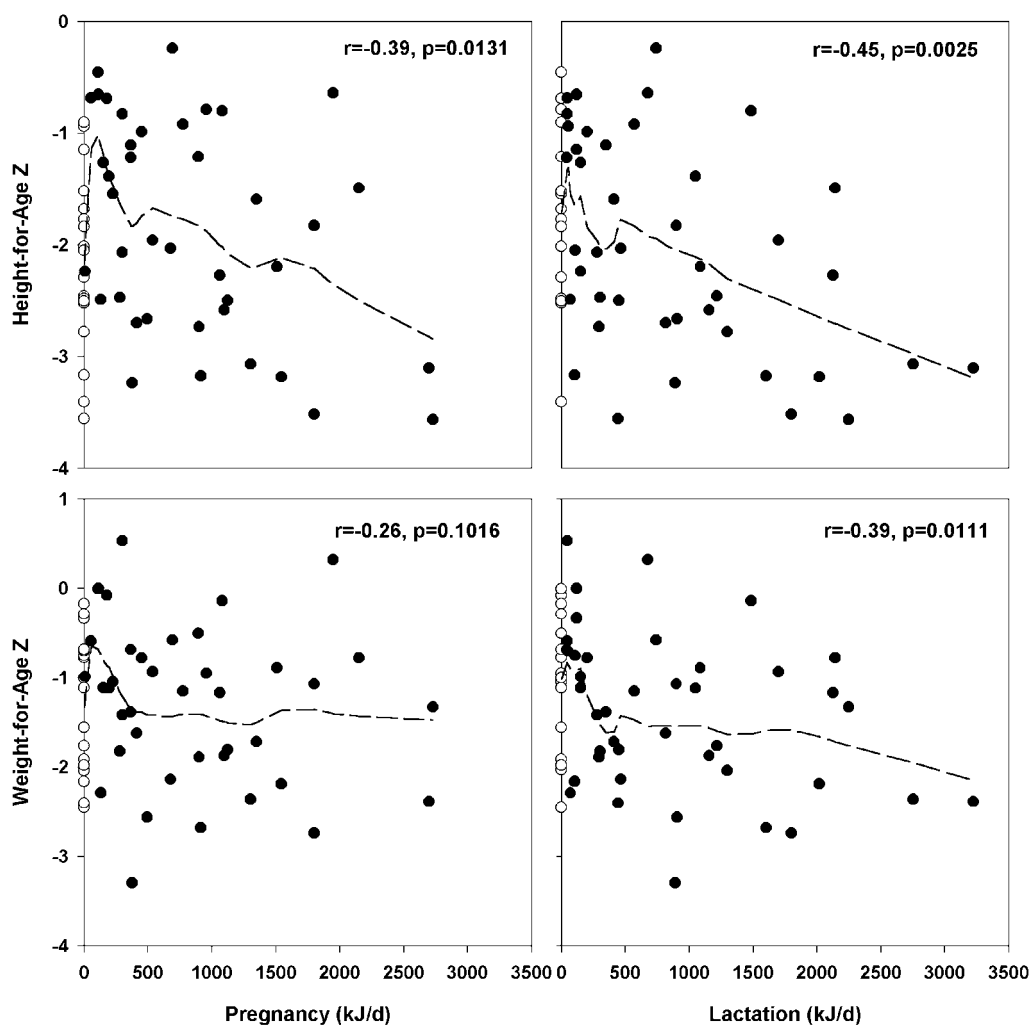 0
-1
-2
-3
-4
Height-for-Age Z
r=-0.39, p=0.0131
r=-0.45, p=0.0025
1
0
-1
-2
-3
-4
Weight-for-Age Z
r=-0.26, p=0.1016
r=-0.39, p=0.0111
0 500 1000 1500 2000 2500 3000 3500
0 500 1000 1500 2000 2500 3000 3500
Pregnancy (kJ/d)
Lactation (kJ/d)